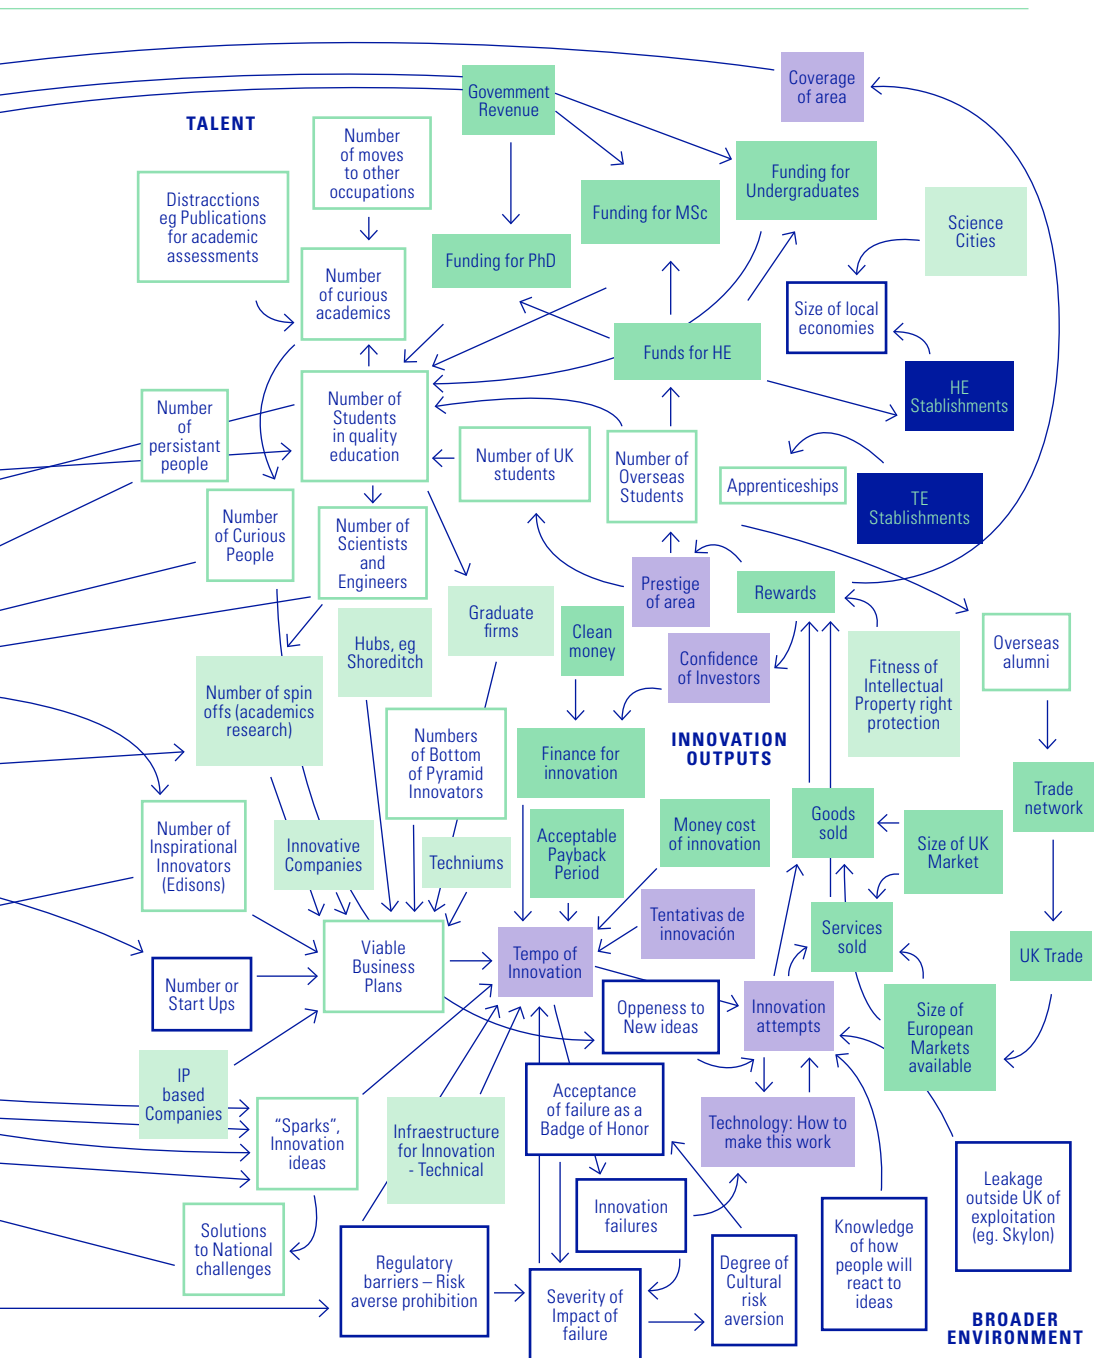 Coverage
of area
Government
Revenue
TALENT
Number
of moves
to other
occupations
Funding for
Undergraduates
Distracctions
eg Publications
for academic
assessments
Funding for MSc
Science
Cities
Funding for PhD
Number
of curious
academics
Size of local
economies
Funds for HE
HE
Stablishments
Number of
Students
in quality
education
Number
of
persistant
people
Number of UK
students
Number of
Overseas
Students
Apprenticeships
TE
Stablishments
Number
of Curious
People
Number of
Scientists
and
Engineers
Prestige
of area
Rewards
Graduate
firms
Clean
money
Hubs, eg
Shoreditch
Confidence
of Investors
Overseas
alumni
Fitness of
Intellectual
Property right
protection
Number of spin
offs (academics
research)
Numbers
of Bottom
of Pyramid
Innovators
Finance for
innovation
INNOVATION
OUTPUTS
Trade
network
Goods
sold
Number of
Inspirational
Innovators
(Edisons)
Innovative
Companies
Techniums
Acceptable
Payback
Period
Money cost
of innovation
Size of UK
Market
Tentativas de
innovación
Services
sold
Viable
Business
Plans
Tempo of
Innovation
UK Trade
Number or
Start Ups
Oppeness to
New ideas
Innovation
attempts
Size of
European
Markets
available
IP
based
Companies
Acceptance
of failure as a
Badge of Honor
"Sparks",
Innovation
ideas
Infraestructure
for Innovation
- Technical
Technology: How to
make this work
Innovation
failures
Leakage
outside UK of
exploitation
(eg. Skylon)
Solutions
to National
challenges
Knowledge
of how
people will
react to
ideas
Regulatory
barriers – Risk
averse prohibition
Degree of
Cultural
risk
aversion
Severity of
Impact of
failure
BROADER
ENVIRONMENT